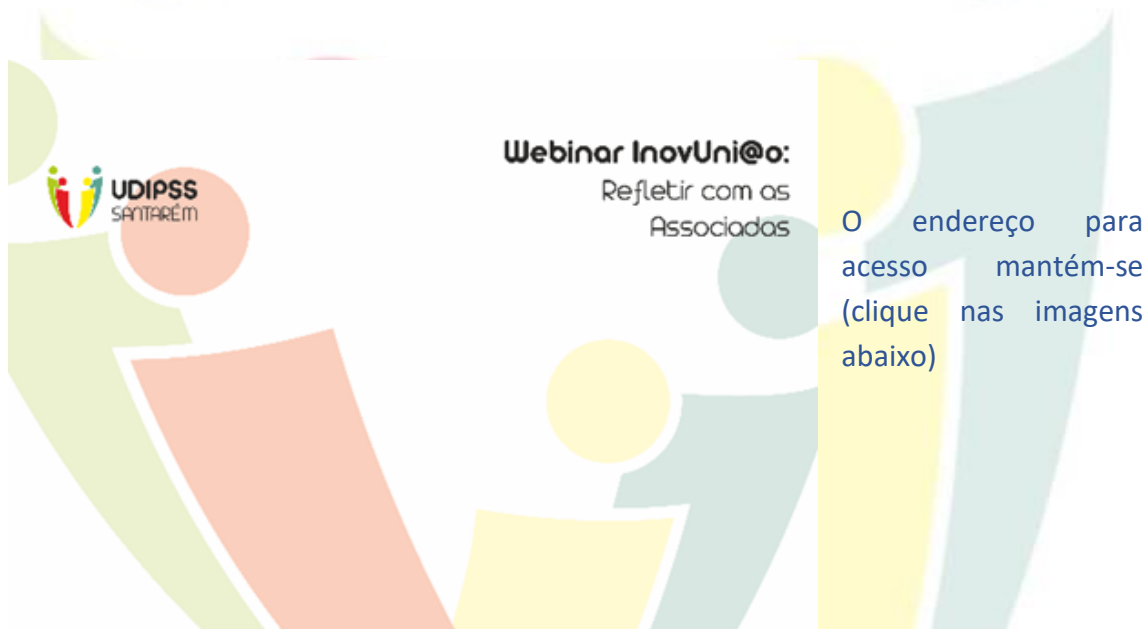 UDIPSS
SANTARÉM
Webinar InovUni@o:
Refletir com as
Associadas
O endereço para
acesso mantém-se
(clique nas imagens
abaixo)